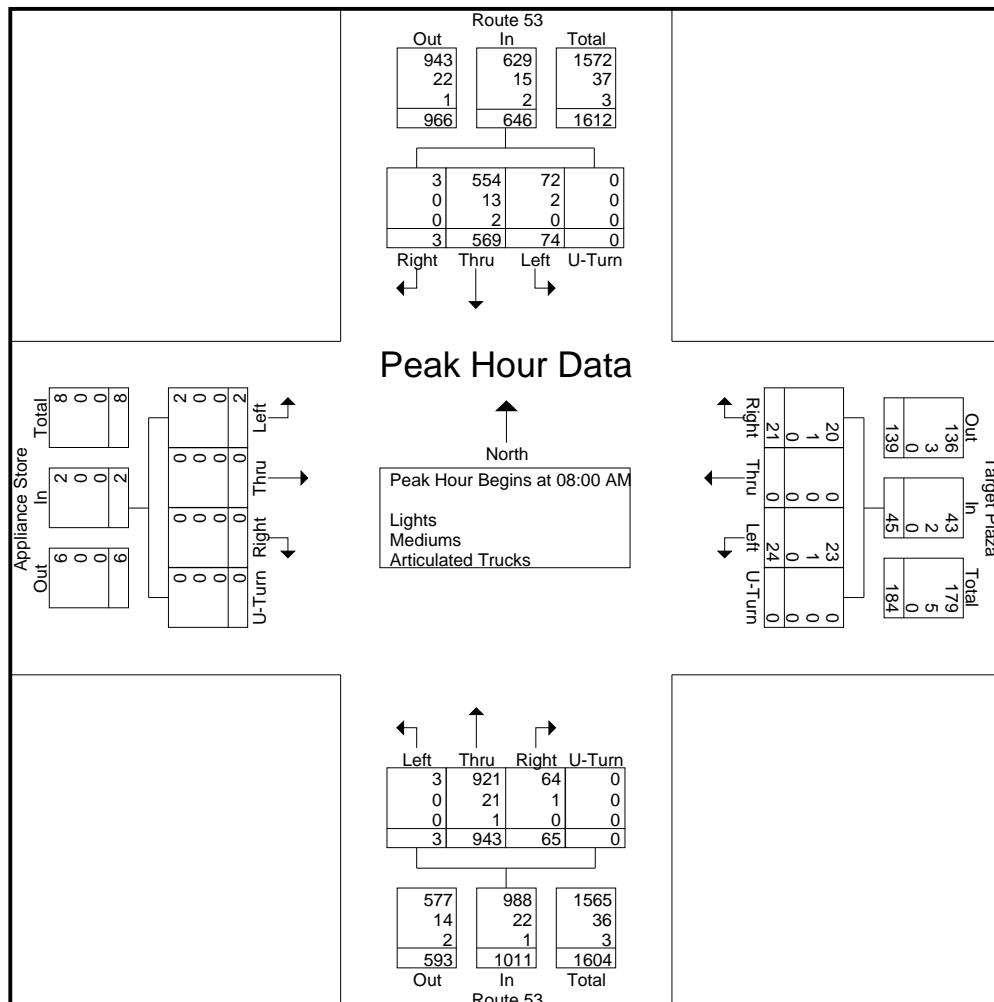 Route 53
Out In Total
943 629 1572
22 15 37
1 2 3
966 646 1612
3 554 72 0
0 13 2 0
0 2 0 0
3 569 74 0
Right Thru Left U-Turn
Peak Hour Data
North
Peak Hour Begins at 08:00 AM
Lights
Mediums
Articulated Trucks
Appliance Store
Out In Total
6 2 8
0 0 0
0 0 0
6 2 8
U-Turn Right Thru Left
0 0 0 2
0 0 0 0
0 0 0 0
0 0 0 2
Target Plaza
Out In Total
136 43 179
3 2 5
0 0 0
139 45 184
Right Thru Left U-Turn
20 0 23 0
1 0 1 0
0 0 0 0
21 0 24 0
Left Thru Right U-Turn
3 921 64 0
0 21 1 0
0 1 0 0
3 943 65 0
577 988 1565
14 22 36
2 1 3
593 1011 1604
Out In Total
Route 53